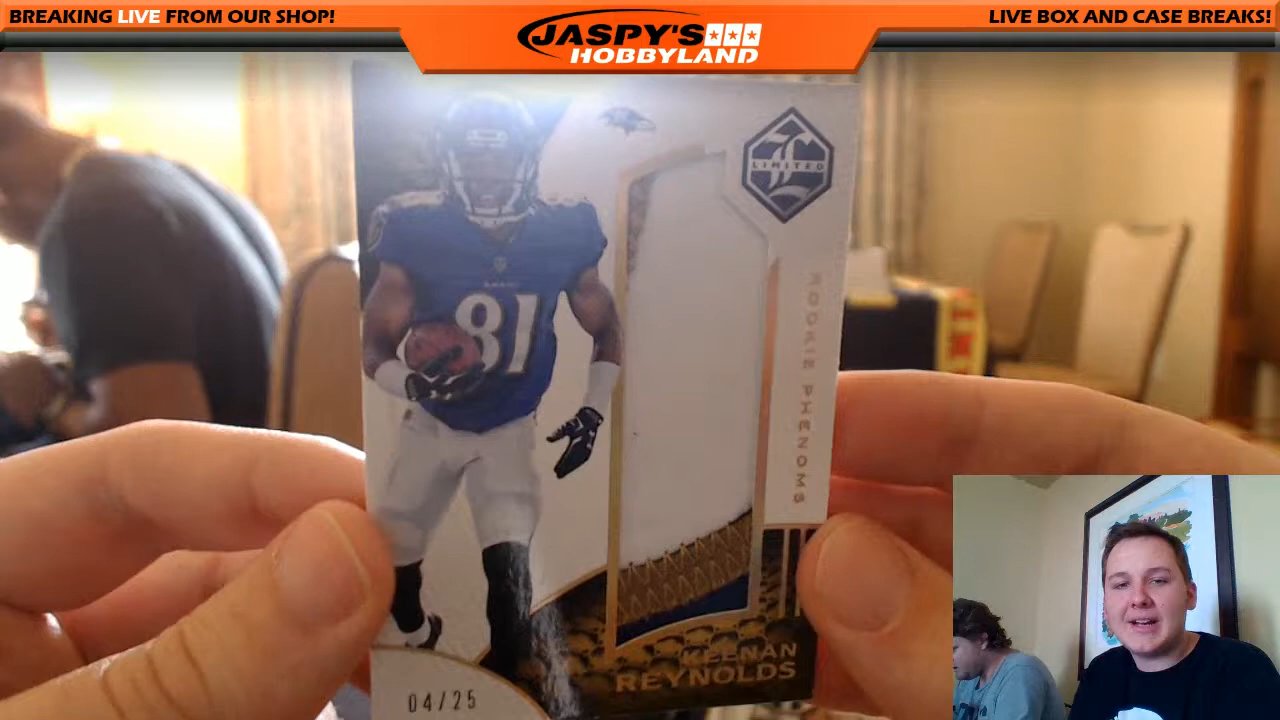 BREAKING LIVE FROM OUR SHOP!
JASPY'S
HOBBYLAND
LIVE BOX AND CASE BREAKS!
L
LIMITED
81
ROOKIE PHENOMS
KEENAN
REYNOLDS
04/25